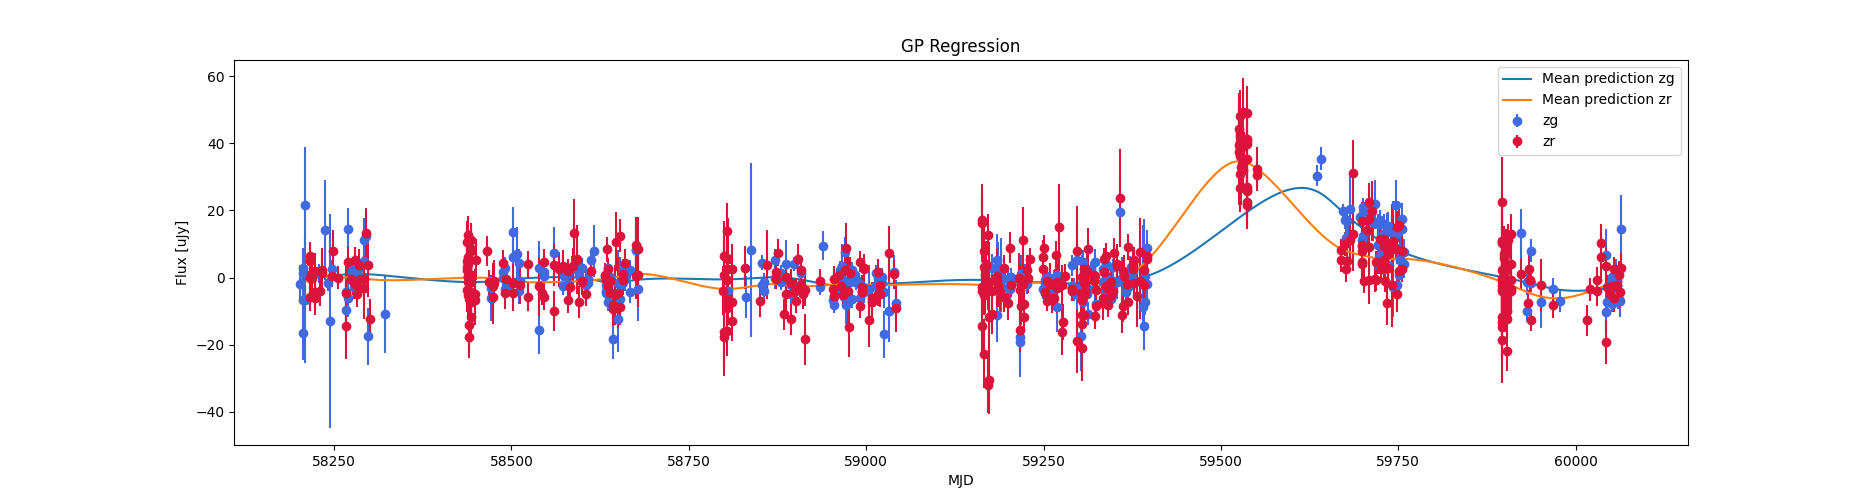 GP Regression
Flux [uJy]
60
40
20
0
−20
−40
Mean prediction zg
Mean prediction zr
zg
zr
58250
58500
58750
59000
59250
59500
59750
60000
MJD